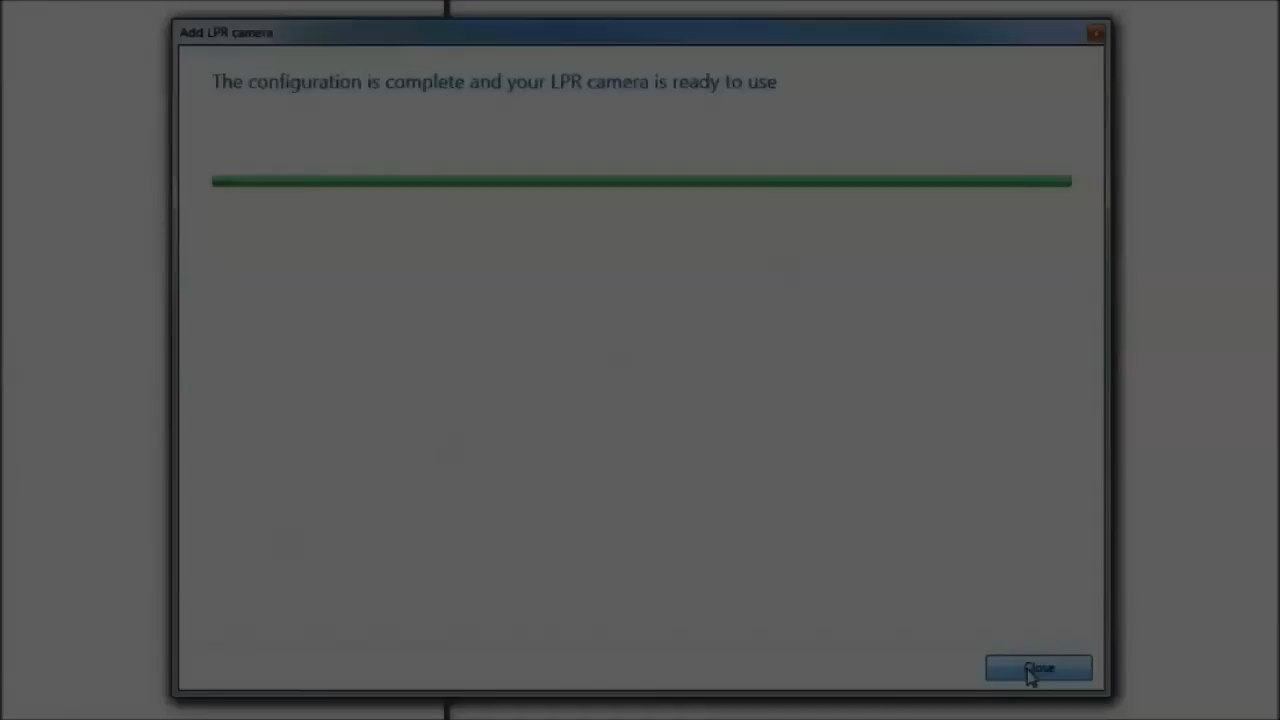 Add LPR camera
The configuration is complete and your LPR camera is ready to use
Close